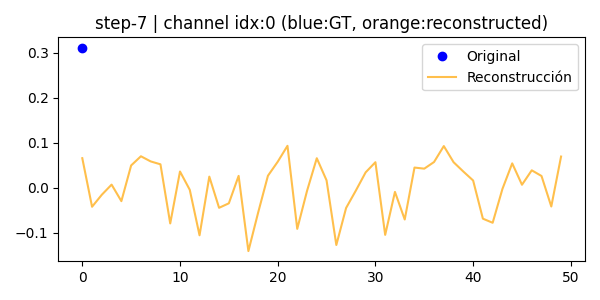 step-7 | channel idx:0 (blue:GT, orange:reconstructed)
Original
Reconstrucción
0.3
0.2
0.1
0.0
−0.1
0 10 20 30 40 50